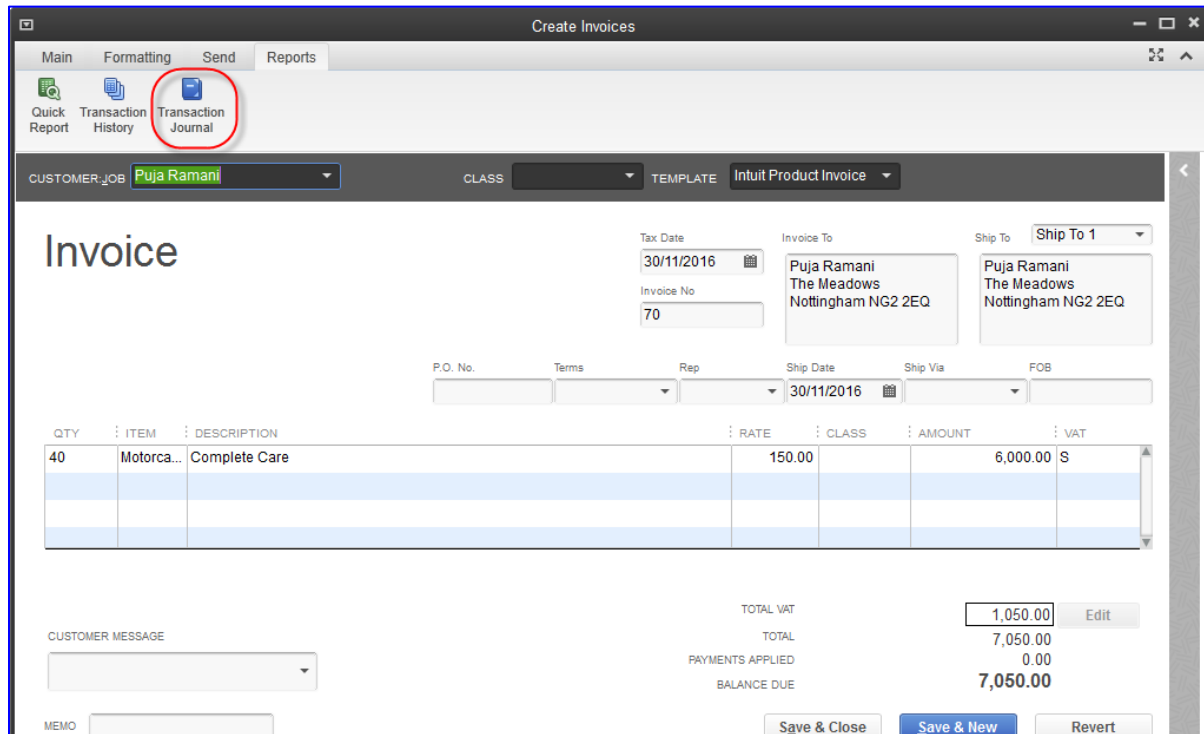 Create Invoices
Main Formatting Send Reports
Quick Report Transaction History Transaction Journal
CUSTOMER:JOB Puja Ramani CLASS TEMPLATE Intuit Product Invoice
Invoice
Tax Date Invoice To Ship To Ship To 1
30/11/2016
Puja Ramani Puja Ramani
The Meadows The Meadows
Invoice No
Nottingham NG2 2EQ Nottingham NG2 2EQ
70
P.O. No. Terms Rep Ship Date Ship Via FOB
30/11/2016
QTY ITEM DESCRIPTION RATE CLASS AMOUNT VAT
40 Motorca... Complete Care 150.00 6,000.00 S
TOTAL VAT 1,050.00 Edit
CUSTOMER MESSAGE TOTAL 7,050.00
PAYMENTS APPLIED 0.00
BALANCE DUE 7,050.00
MEMO Save & Close Save & New Revert